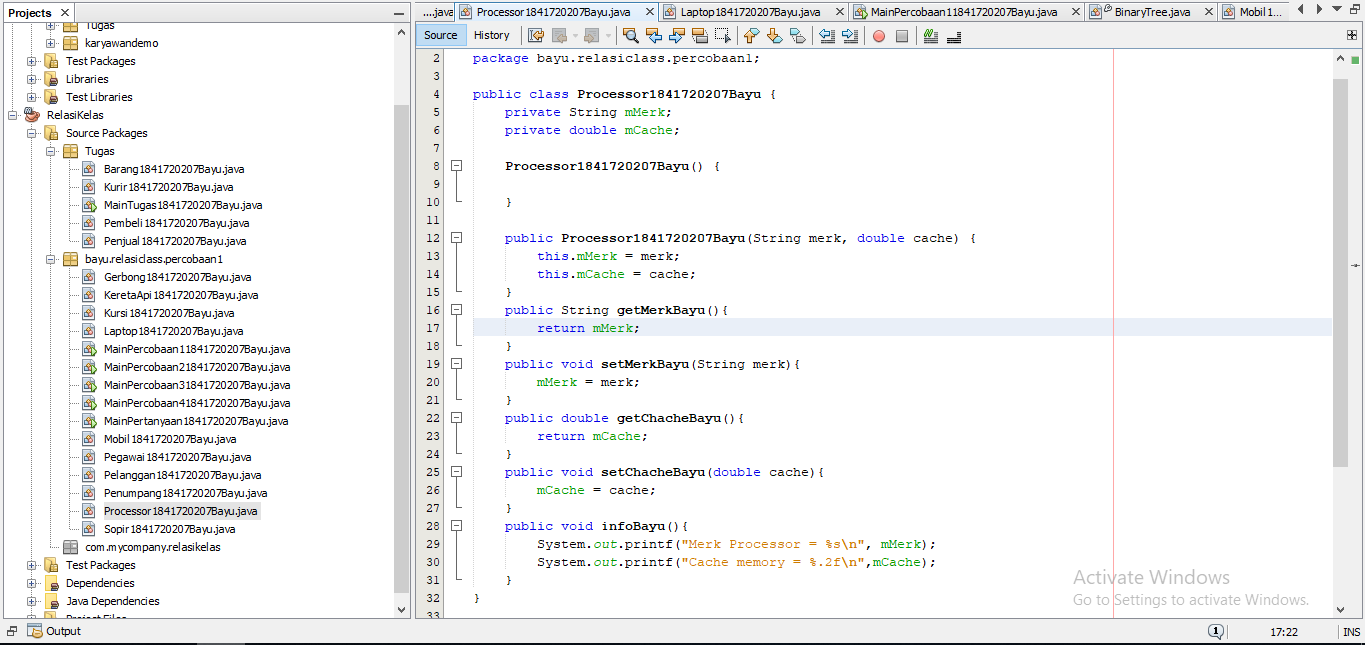 Projects
Tugas
karyawandemo
Test Packages
Libraries
Test Libraries
RelasiKelas
Source Packages
Tugas
Barang1841720207Bayu.java
Kurir1841720207Bayu.java
MainTugas1841720207Bayu.java
Pembeli1841720207Bayu.java
Penjual1841720207Bayu.java
bayu.relasiclass.percobaan1
Gerbong1841720207Bayu.java
KeretaApi1841720207Bayu.java
Kursi1841720207Bayu.java
Laptop1841720207Bayu.java
MainPercobaan11841720207Bayu.java
MainPercobaan21841720207Bayu.java
MainPercobaan31841720207Bayu.java
MainPercobaan41841720207Bayu.java
MainPertanyaan1841720207Bayu.java
Mobil1841720207Bayu.java
Pegawai1841720207Bayu.java
Pelanggan1841720207Bayu.java
Penumpang1841720207Bayu.java
Processor1841720207Bayu.java
Sopir1841720207Bayu.java
com.mycompany.relasikelas
Test Packages
Dependencies
Java Dependencies
Project Files
....java Processor1841720207Bayu.java Laptop1841720207Bayu.java MainPercobaan11841720207Bayu.java BinaryTree.java Mobil1...
Source History
2 package bayu.relasiclass.percobaan1;
3
4 public class Processor1841720207Bayu {
5 private String mMerk;
6 private double mCache;
7
8 Processor1841720207Bayu() {
9
10 }
11
12 public Processor1841720207Bayu(String merk, double cache) {
13 this.mMerk = merk;
14 this.mCache = cache;
15 }
16 public String getMerkBayu(){
17 return mMerk;
18 }
19 public void setMerkBayu(String merk){
20 mMerk = merk;
21 }
22 public double getChacheBayu(){
23 return mCache;
24 }
25 public void setChacheBayu(double cache){
26 mCache = cache;
27 }
28 public void infoBayu(){
29 System.out.printf("Merk Processor = %s\n", mMerk);
30 System.out.printf("Cache memory = %.2f\n",mCache);
31 }
32 }
33
Activate Windows
Go to Settings to activate Windows.
Output
1 17:22 INS